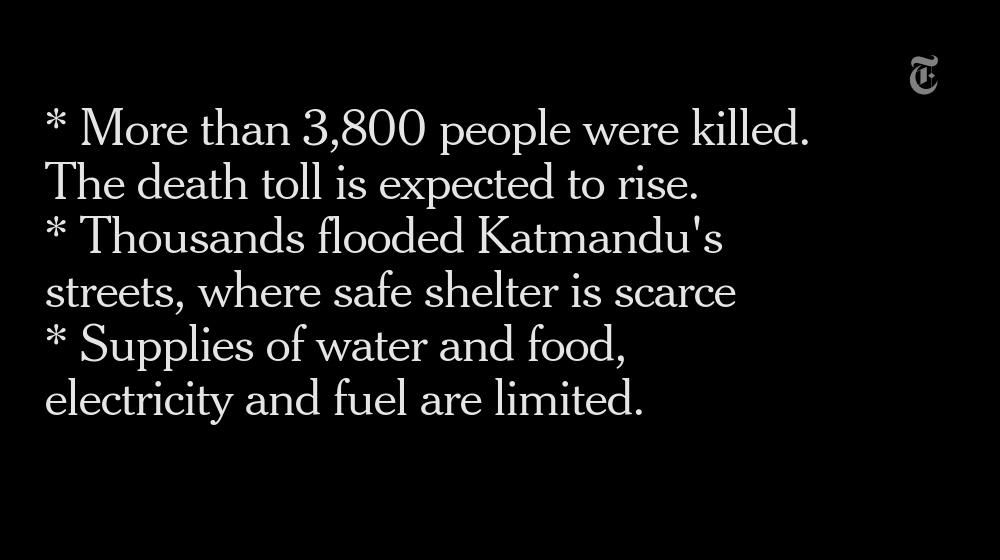 * More than 3,800 people were killed.
The death toll is expected to rise.
* Thousands flooded Katmandu's
streets, where safe shelter is scarce
* Supplies of water and food,
electricity and fuel are limited.